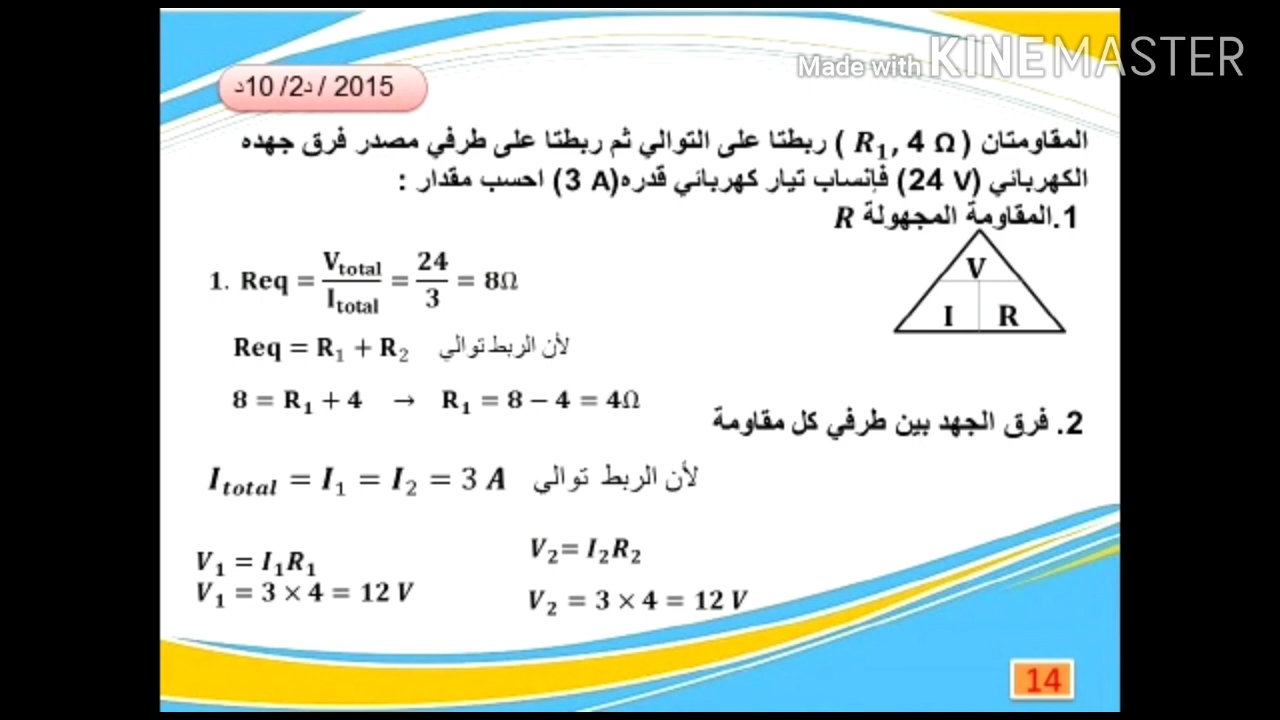 Made with KINEMASTER
2015 / د2/ 10د
المقاومتان ( R₁, 4 Ω ) ربطتا على التوالي ثم ربطتا على طرفي مصدر فرق جهده
الكهربائي (24 V) فإنساب تيار كهربائي قدره(3 A) احسب مقدار :
1.المقاومة المجهولة R
1. Req = V_total / I_total = 24 / 3 = 8Ω
V
I R
Req = R₁ + R₂ لأن الربط توالي
8 = R₁ + 4 → R₁ = 8 − 4 = 4Ω
2. فرق الجهد بين طرفي كل مقاومة
I_total = I₁ = I₂ = 3 A لأن الربط توالي
V₁ = I₁R₁
V₁ = 3 × 4 = 12 V
V₂= I₂R₂
V₂ = 3 × 4 = 12 V
14